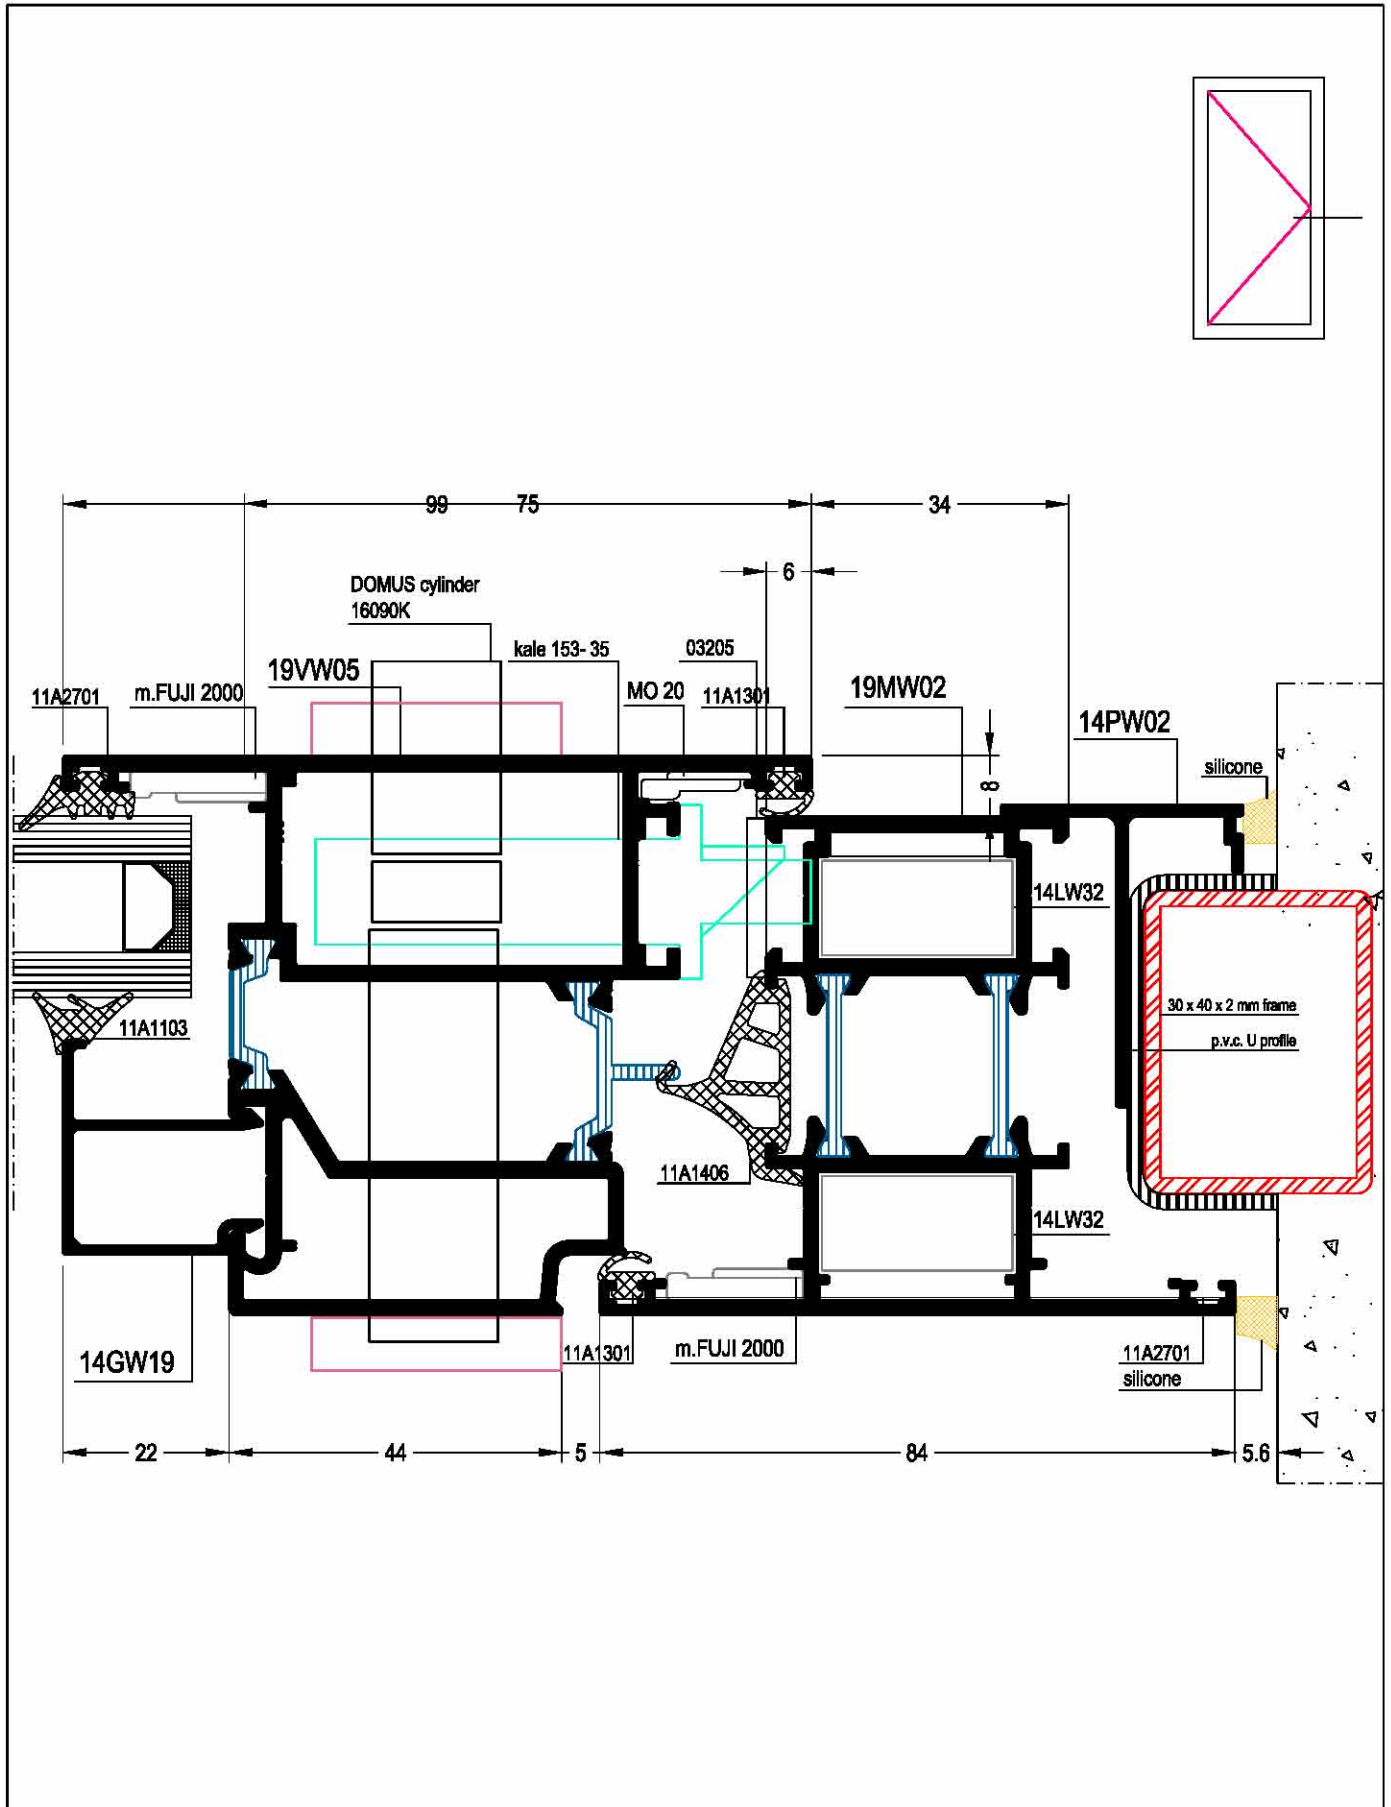 99 75 34
6
DOMUS cylinder
16090K
kale 153- 35
03205
19VW05
11A2701
m.FUJI 2000
MO 20
11A1301
19MW02
14PW02
silicone
8
14LW32
30 x 40 x 2 mm frame
11A1103
p.v.c. U profile
11A1406
14LW32
14GW19
11A1301
m.FUJI 2000
11A2701
silicone
22 44 5 84 5.6